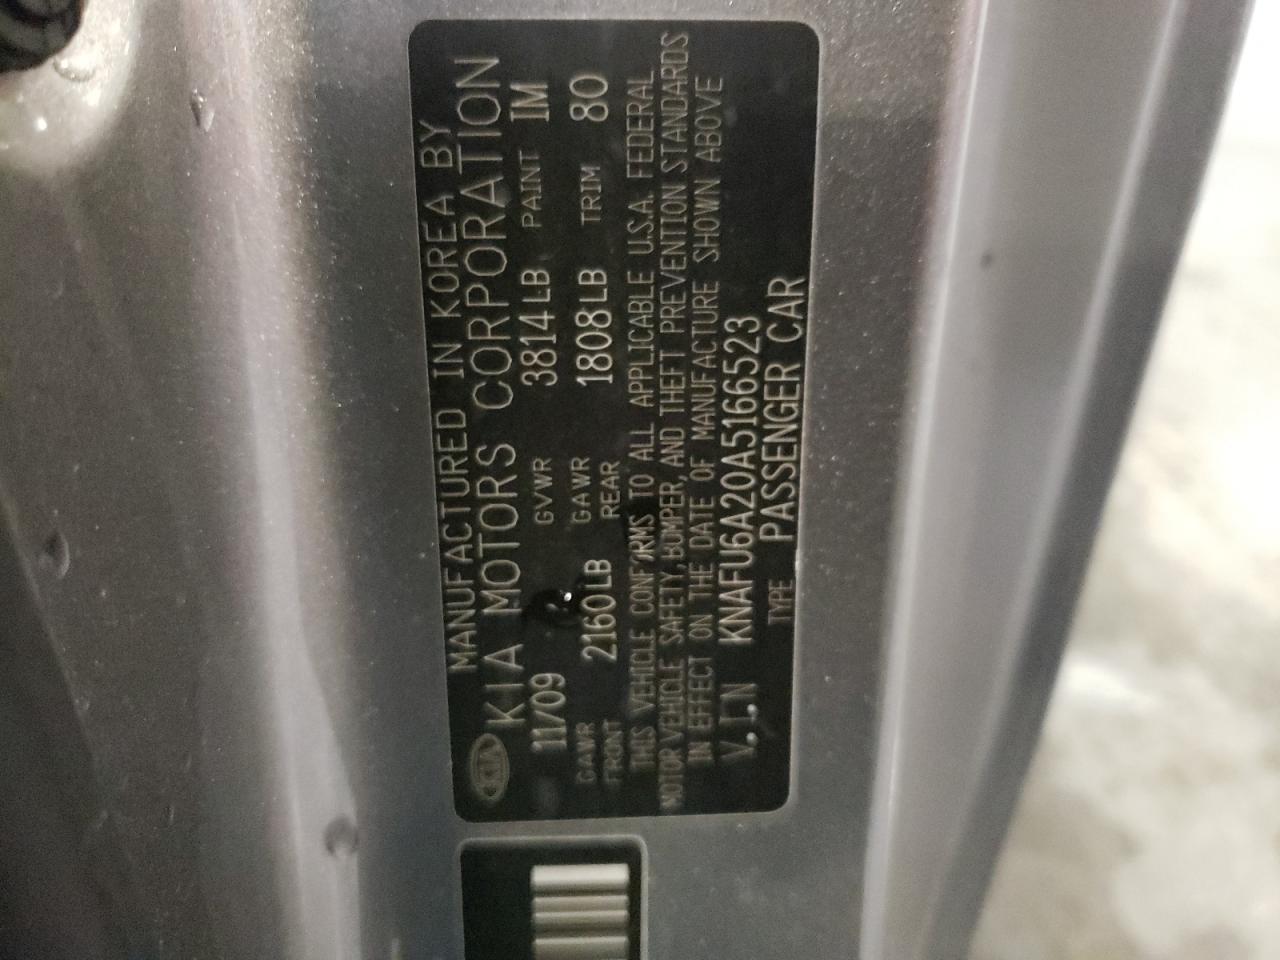 MANUFACTURED IN KOREA BY
KIA KIA MOTORS CORPORATION
11/09 GVWR 3814LB PAINT IM
GAWR FRONT 2160LB GAWR REAR 1808LB TRIM 80
THIS VEHICLE CONFORMS TO ALL APPLICABLE U.S.A. FEDERAL
MOTOR VEHICLE SAFETY, BUMPER, AND THEFT PREVENTION STANDARDS
IN EFFECT ON THE DATE OF MANUFACTURE SHOWN ABOVE
V.I.N KNAFU6A20A5166523
TYPE PASSENGER CAR